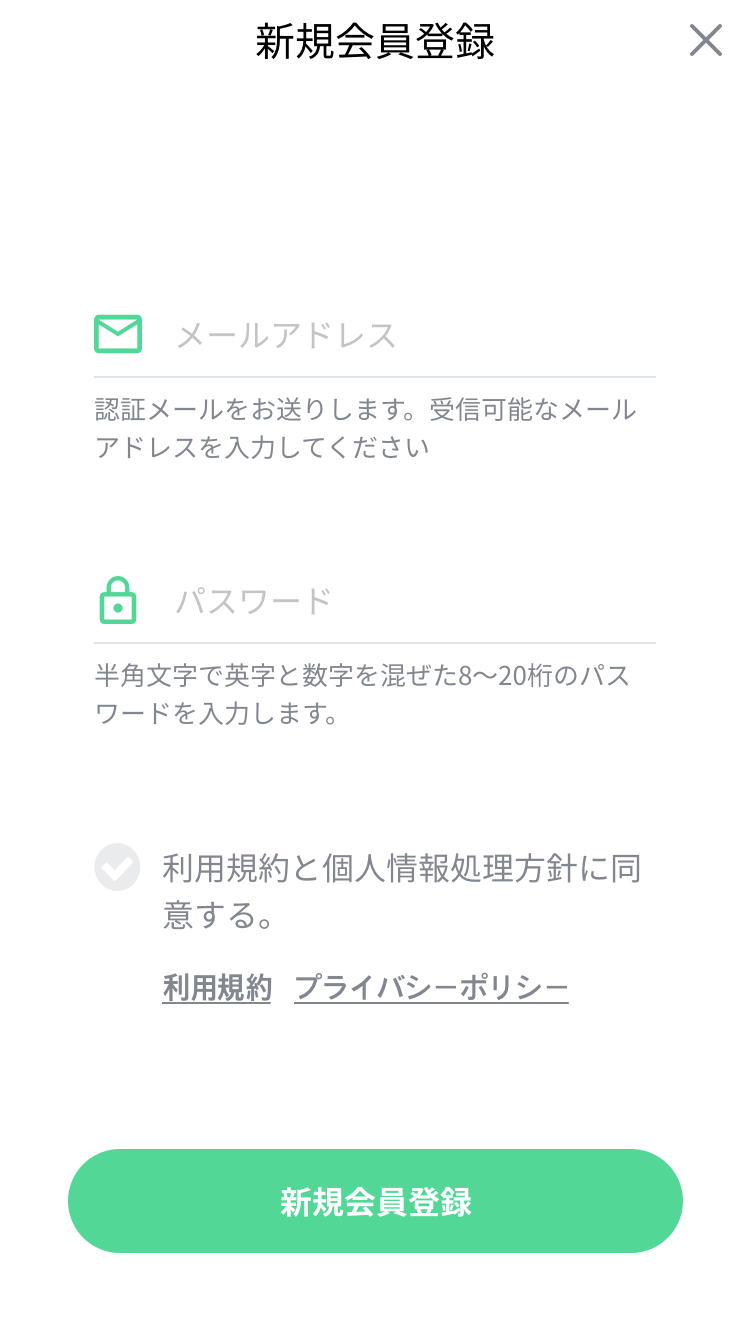 新規会員登録
メールアドレス
認証メールをお送りします。受信可能なメール
アドレスを入力してください
パスワード
半角文字で英字と数字を混ぜた8〜20桁のパス
ワードを入力します。
利用規約と個人情報処理方針に同
意する。
利用規約 プライバシーポリシー
新規会員登録